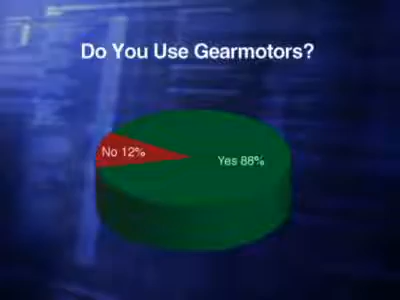 Do You Use Gearmotors?
No 12%
Yes 88%